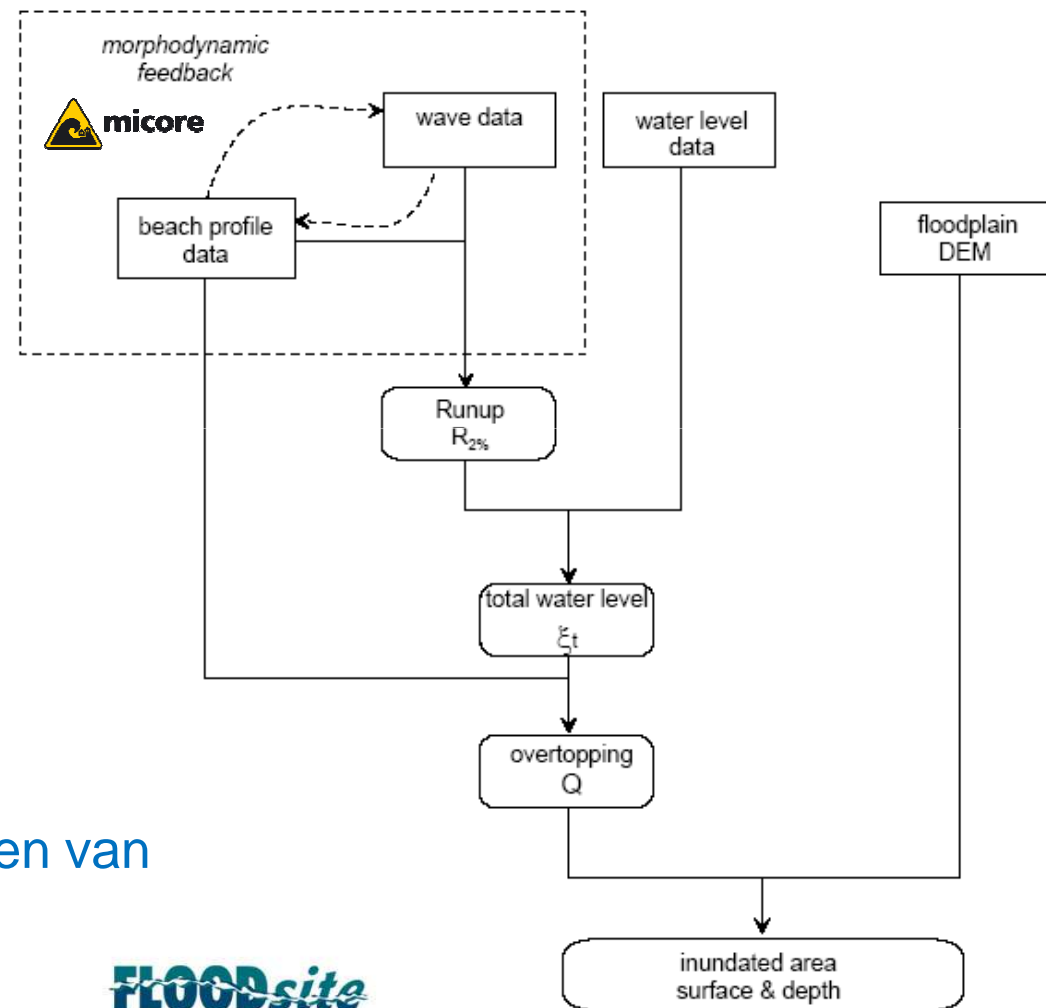 morphodynamic
feedback
micore
wave data
water level
data
beach profile
data
floodplain
DEM
Runup
R2%
total water level
ξt
overtopping
Q
en van
inundated area
surface & depth
FLOODsite